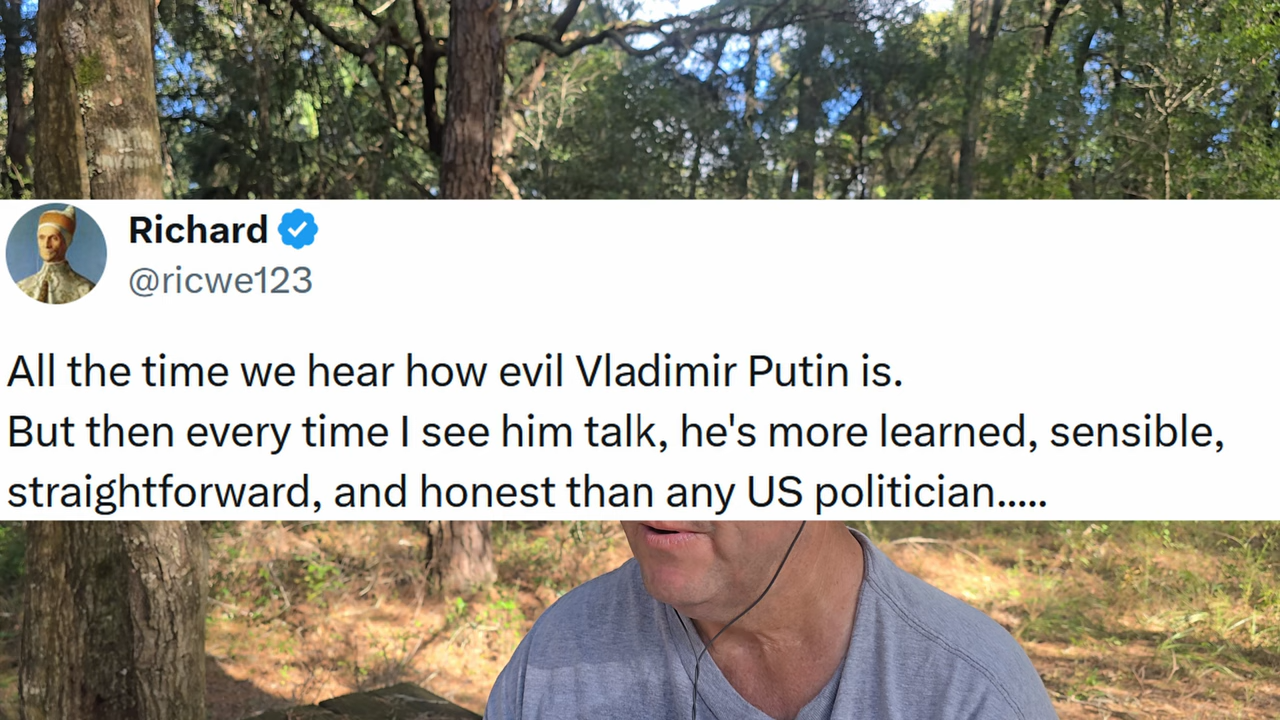 Richard
@ricwe123
All the time we hear how evil Vladimir Putin is.
But then every time I see him talk, he's more learned, sensible,
straightforward, and honest than any US politician.....